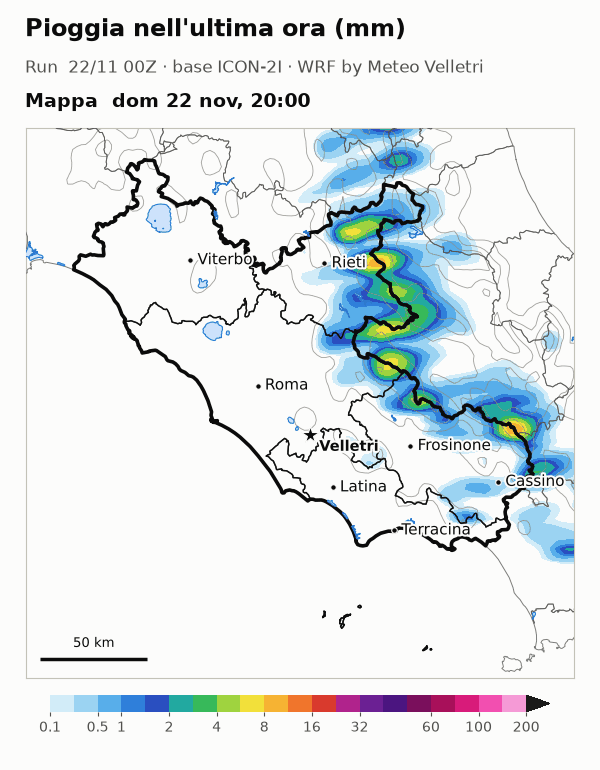 Pioggia nell'ultima ora (mm)
Run  22/11 00Z · base ICON-2I · WRF by Meteo Velletri
Mappa  dom 22 nov, 20:00
Viterbo
Rieti
Roma
Velletri
Frosinone
Latina
Cassino
Terracina
50 km
0.1 0.5 1 2 4 8 16 32 60 100 200